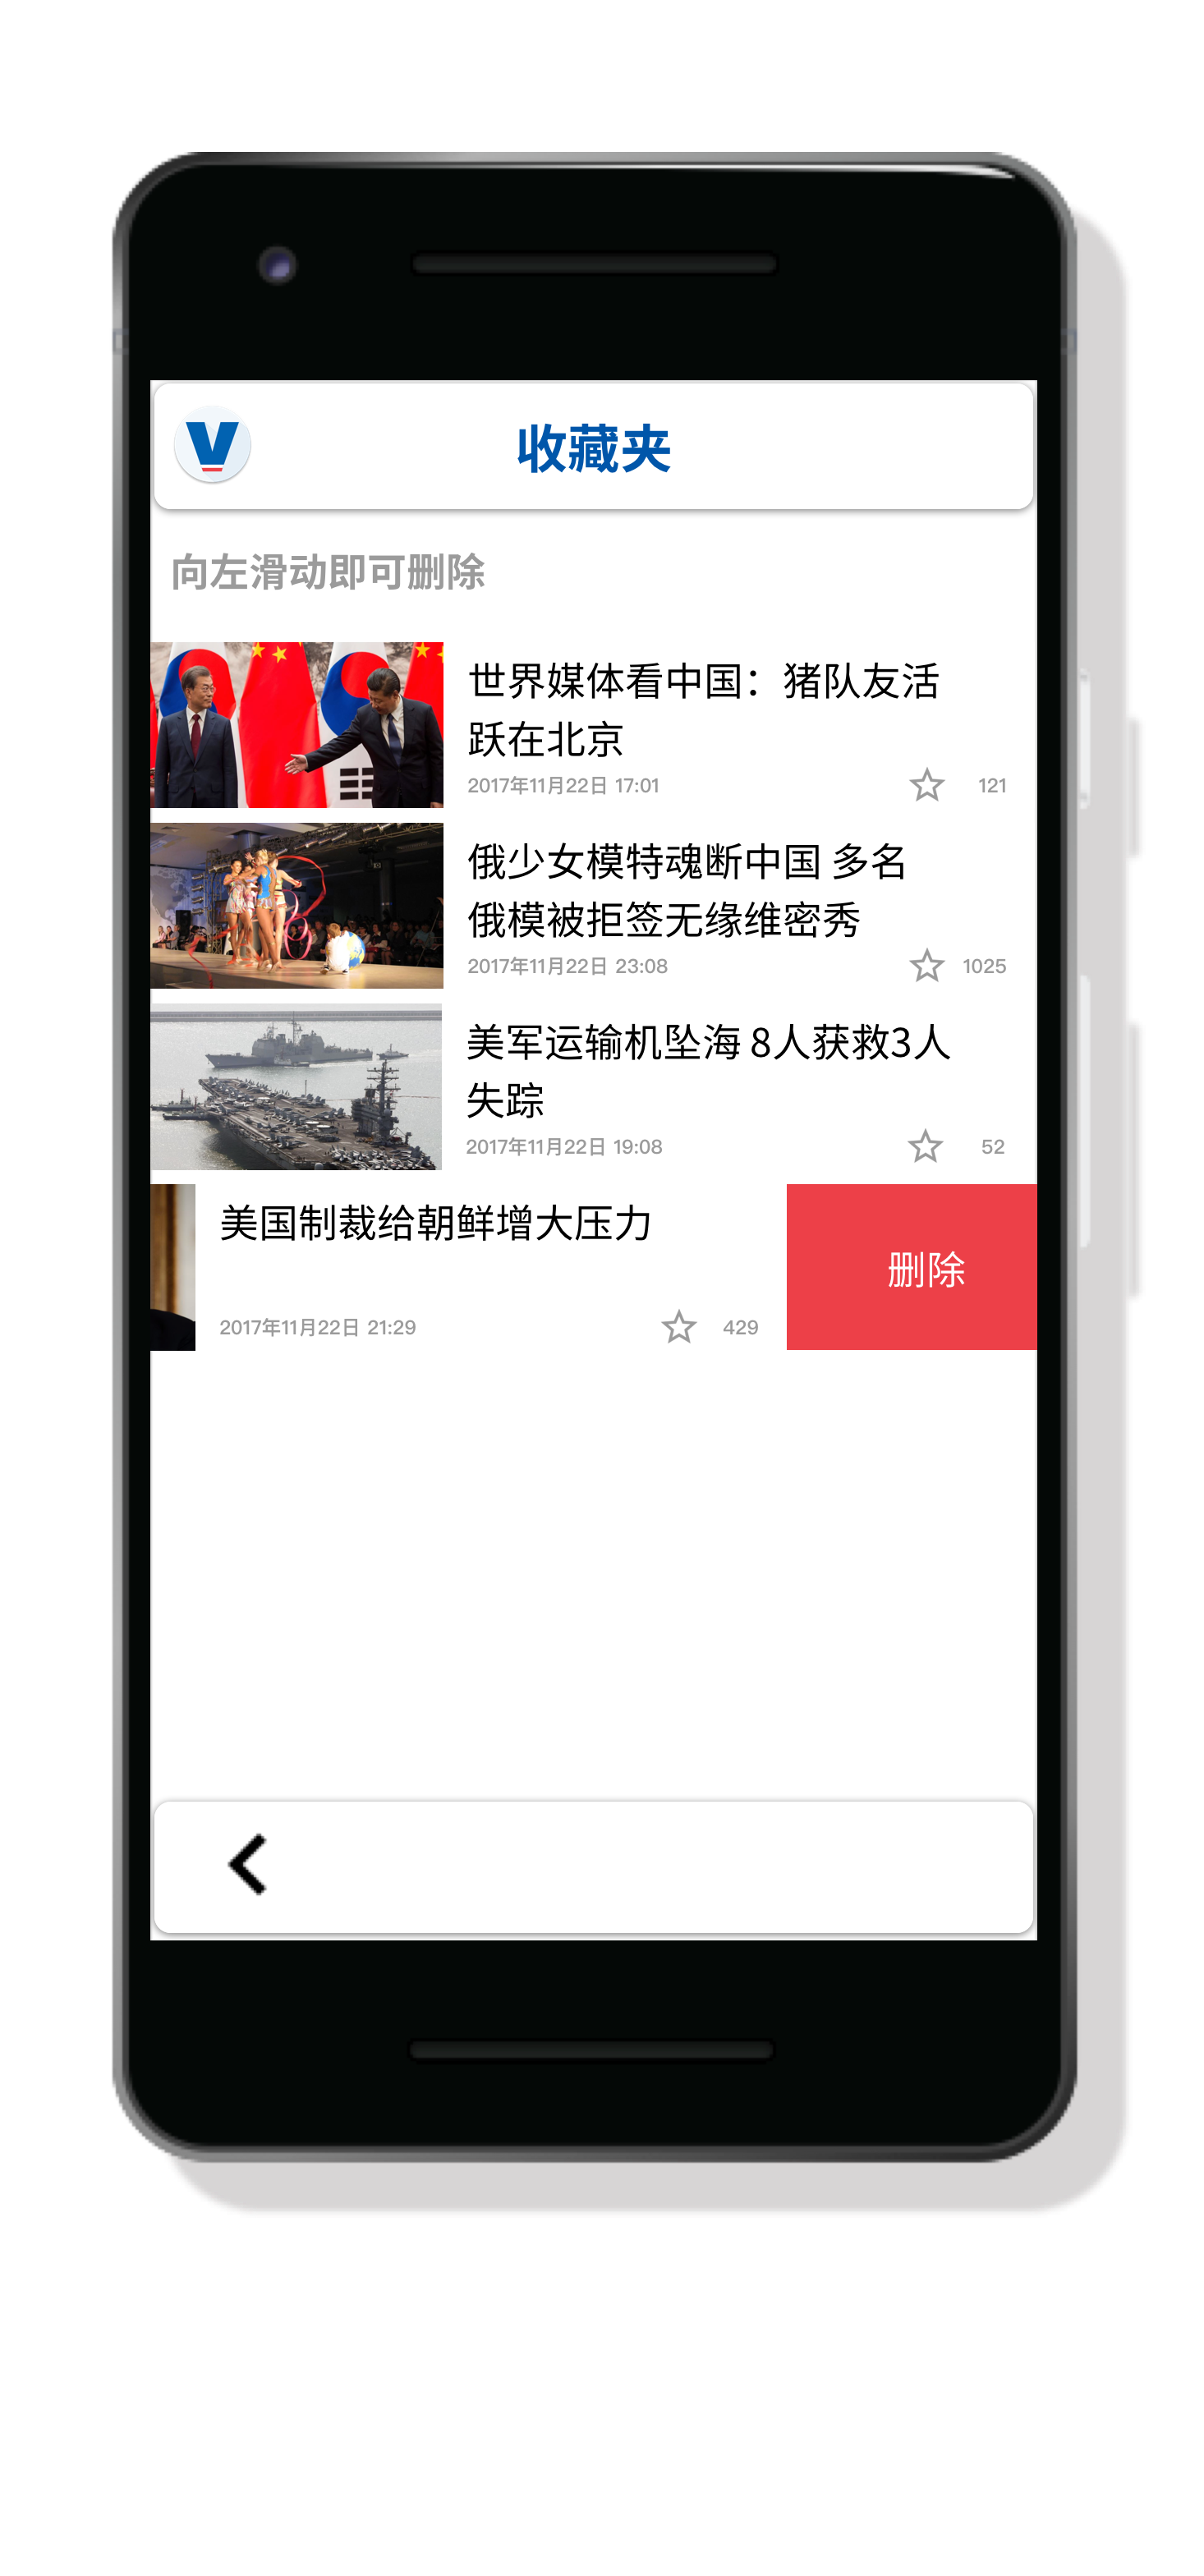 V
收藏夹
向左滑动即可删除
世界媒体看中国：猪队友活
跃在北京
2017年11月22日 17:01
121
俄少女模特魂断中国 多名
俄模被拒签无缘维密秀
2017年11月22日 23:08
1025
美军运输机坠海 8人获救3人
失踪
2017年11月22日 19:08
52
美国制裁给朝鲜增大压力
2017年11月22日 21:29
429
删除